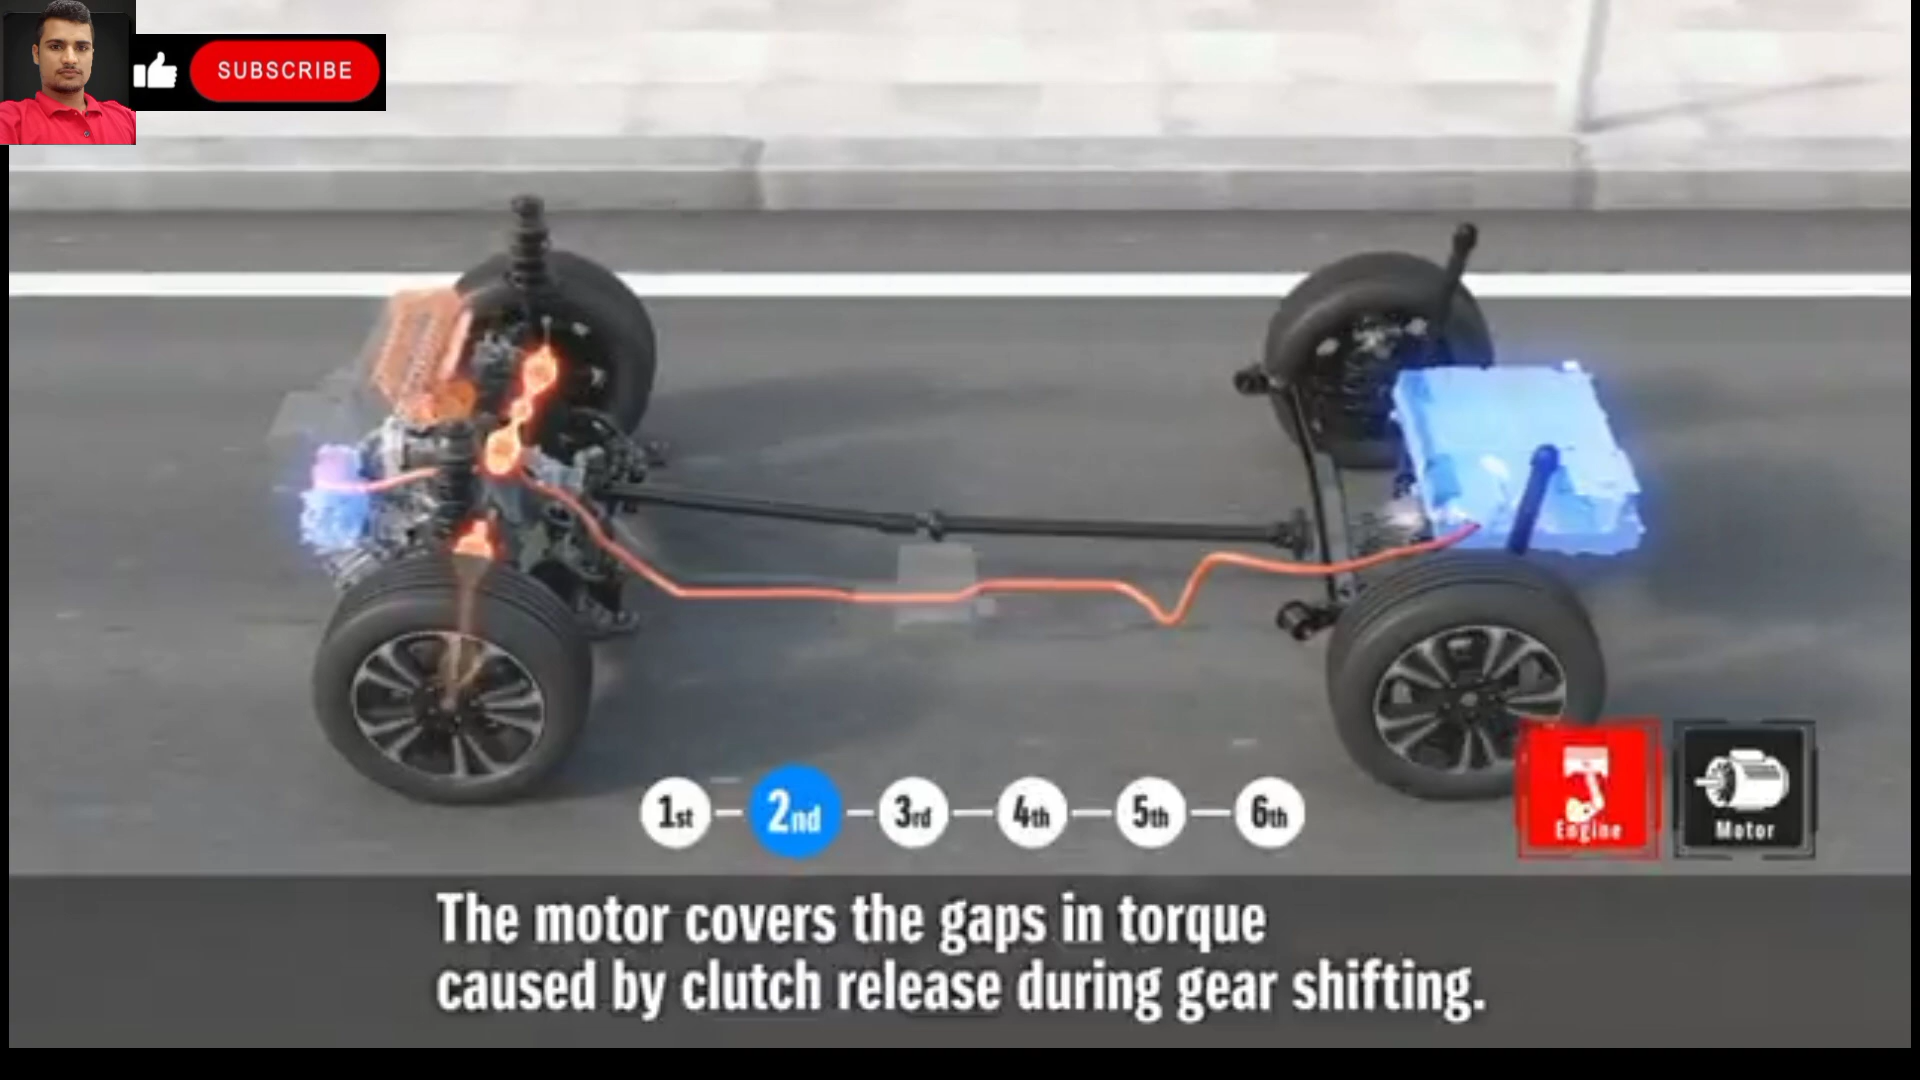 SUBSCRIBE
1st 2nd 3rd 4th 5th 6th
Engine Motor
The motor covers the gaps in torque
caused by clutch release during gear shifting.